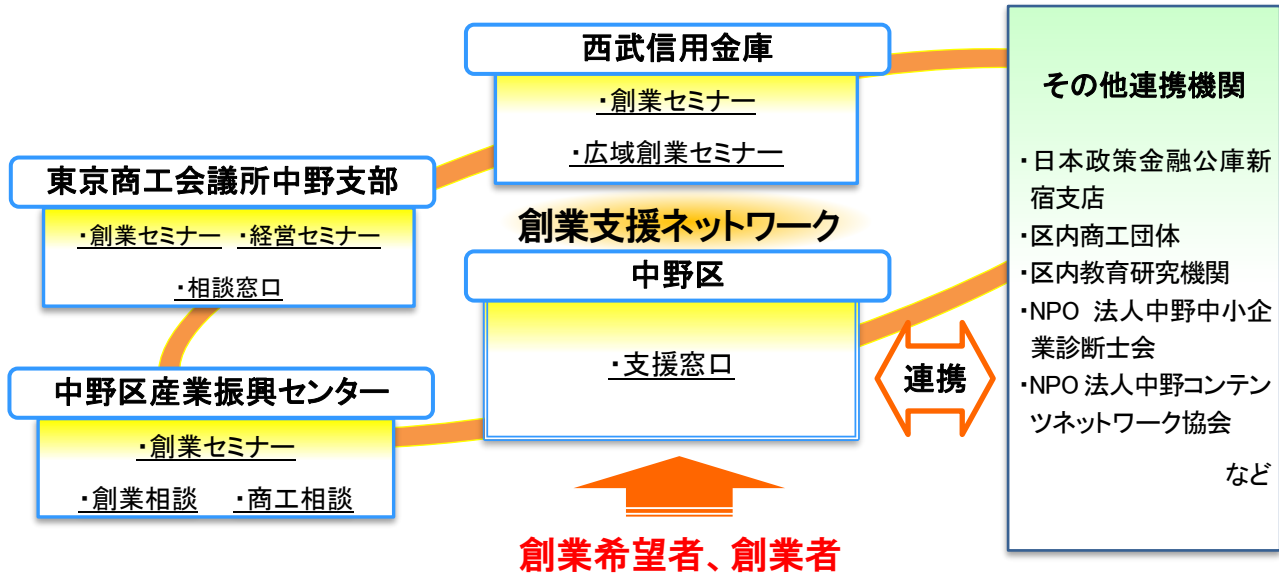 西武信用金庫
・創業セミナー
・広域創業セミナー
東京商工会議所中野支部
・創業セミナー ・経営セミナー
・相談窓口
創業支援ネットワーク
中野区
・支援窓口
中野区産業振興センター
・創業セミナー
・創業相談 ・商工相談
連携
その他連携機関
・日本政策金融公庫新
宿支店
・区内商工団体
・区内教育研究機関
・NPO 法人中野中小企
業診断士会
・NPO 法人中野コンテン
ツネットワーク協会
など
創業希望者、創業者